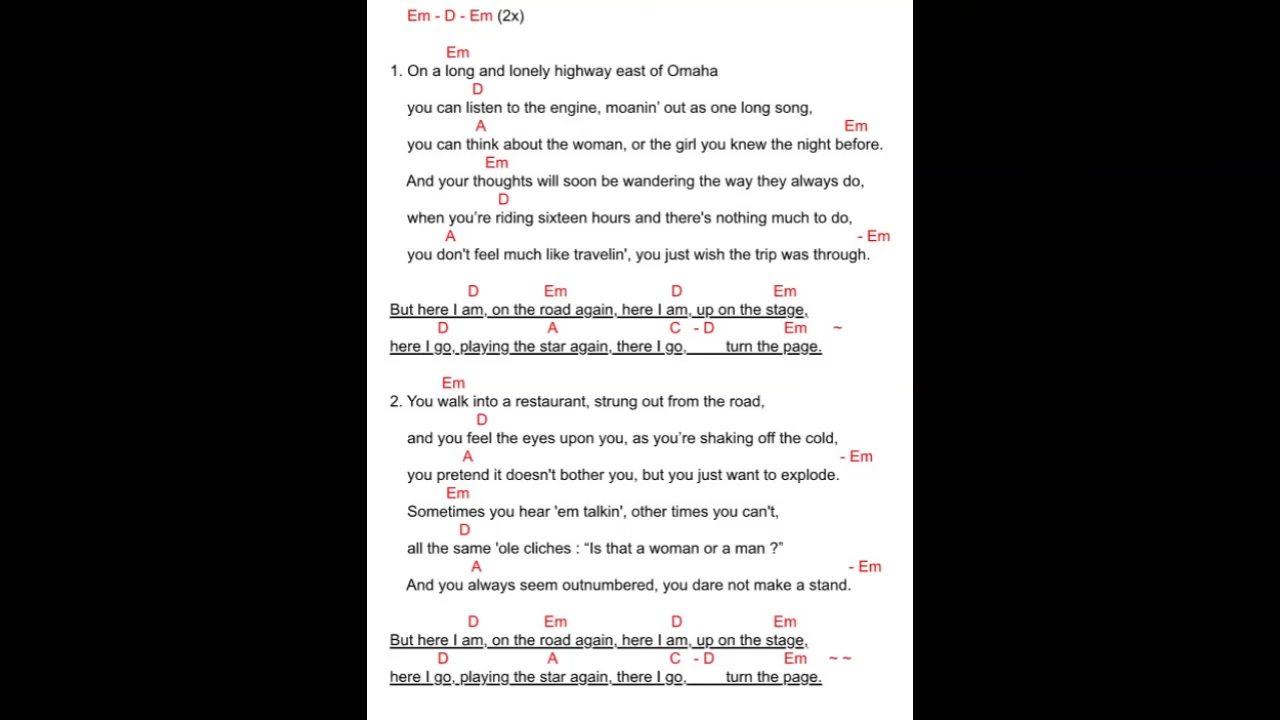 Em - D - Em (2x)
Em
1. On a long and lonely highway east of Omaha
D
you can listen to the engine, moanin' out as one long song,
A Em
you can think about the woman, or the girl you knew the night before.
Em
And your thoughts will soon be wandering the way they always do,
D
when you're riding sixteen hours and there's nothing much to do,
A - Em
you don't feel much like travelin', you just wish the trip was through.
D Em D Em
But here I am, on the road again, here I am, up on the stage,
D A C - D Em ~
here I go, playing the star again, there I go,____ turn the page.
Em
2. You walk into a restaurant, strung out from the road,
D
and you feel the eyes upon you, as you're shaking off the cold,
A - Em
you pretend it doesn't bother you, but you just want to explode.
Em
Sometimes you hear 'em talkin', other times you can't,
D
all the same 'ole cliches : “Is that a woman or a man ?”
A - Em
And you always seem outnumbered, you dare not make a stand.
D Em D Em
But here I am, on the road again, here I am, up on the stage,
D A C - D Em ~ ~
here I go, playing the star again, there I go,____ turn the page.